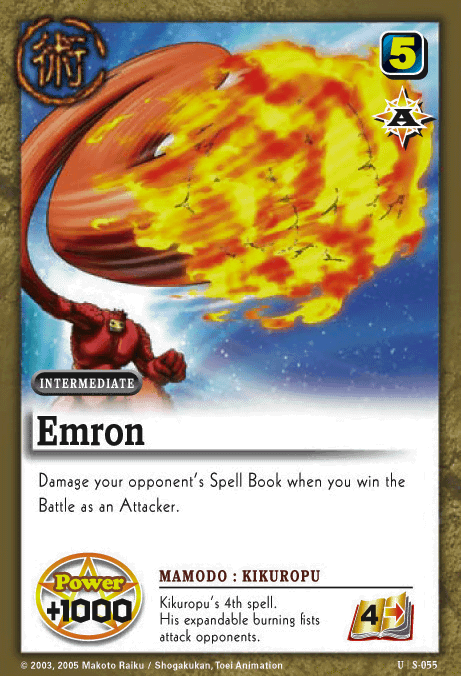 術
5
A
INTERMEDIATE
Emron
Damage your opponent's Spell Book when you win the
Battle as an Attacker.
Power
+1000
MAMODO : KIKUROPU
Kikuropu's 4th spell.
His expandable burning fists
attack opponents.
4
© 2003, 2005 Makoto Raiku / Shogakukan, Toei Animation
U | S-055